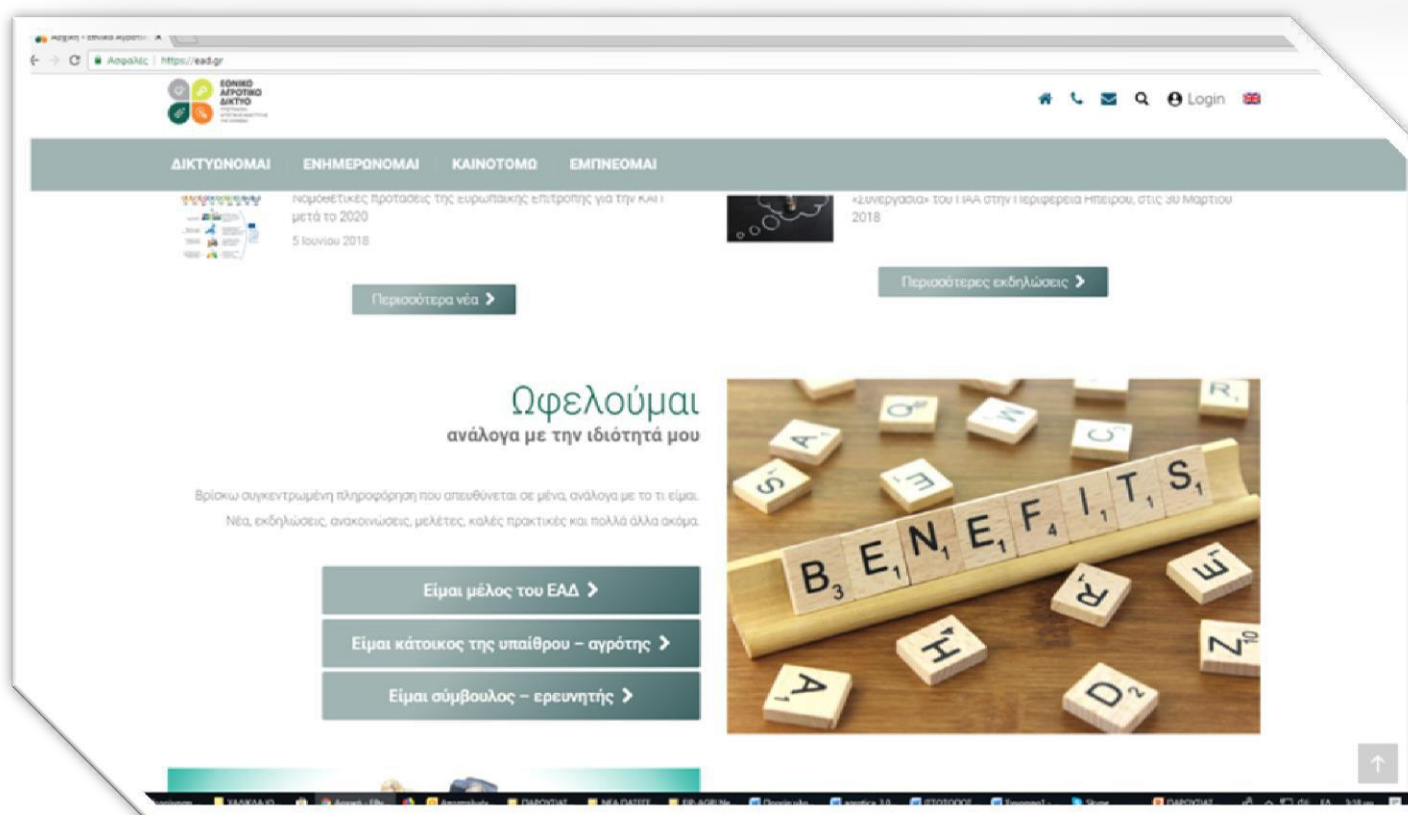 Ασφαλές | https://ead.gr
ΕΘΝΙΚΟ
ΑΓΡΟΤΙΚΟ
ΔΙΚΤΥΟ
Login
ΔΙΚΤΥΩΝΟΜΑΙ ΕΝΗΜΕΡΩΝΟΜΑΙ ΚΑΙΝΟΤΟΜΩ ΕΜΠΝΕΟΜΑΙ
Νομοθετικές προτάσεις της Ευρωπαϊκής Επιτροπής για την ΚΑΠ
μετά το 2020
5 Ιουνίου 2018
Περισσότερα νέα
«Συνεργασία» του ΠΑΑ στην Περιφέρεια Ηπείρου, στις 30 Μαρτίου
2018
Περισσότερες εκδηλώσεις
Ωφελούμαι
ανάλογα με την ιδιότητά μου
Βρίσκω συγκεντρωμένη πληροφόρηση που απευθύνεται σε μένα, ανάλογα με το τι είμαι.
Νέα, εκδηλώσεις, ανακοινώσεις, μελέτες, καλές πρακτικές και πολλά άλλα ακόμα.
Είμαι μέλος του ΕΑΔ
Είμαι κάτοικος της υπαίθρου – αγρότης
Είμαι σύμβουλος – ερευνητής
BENEFITS